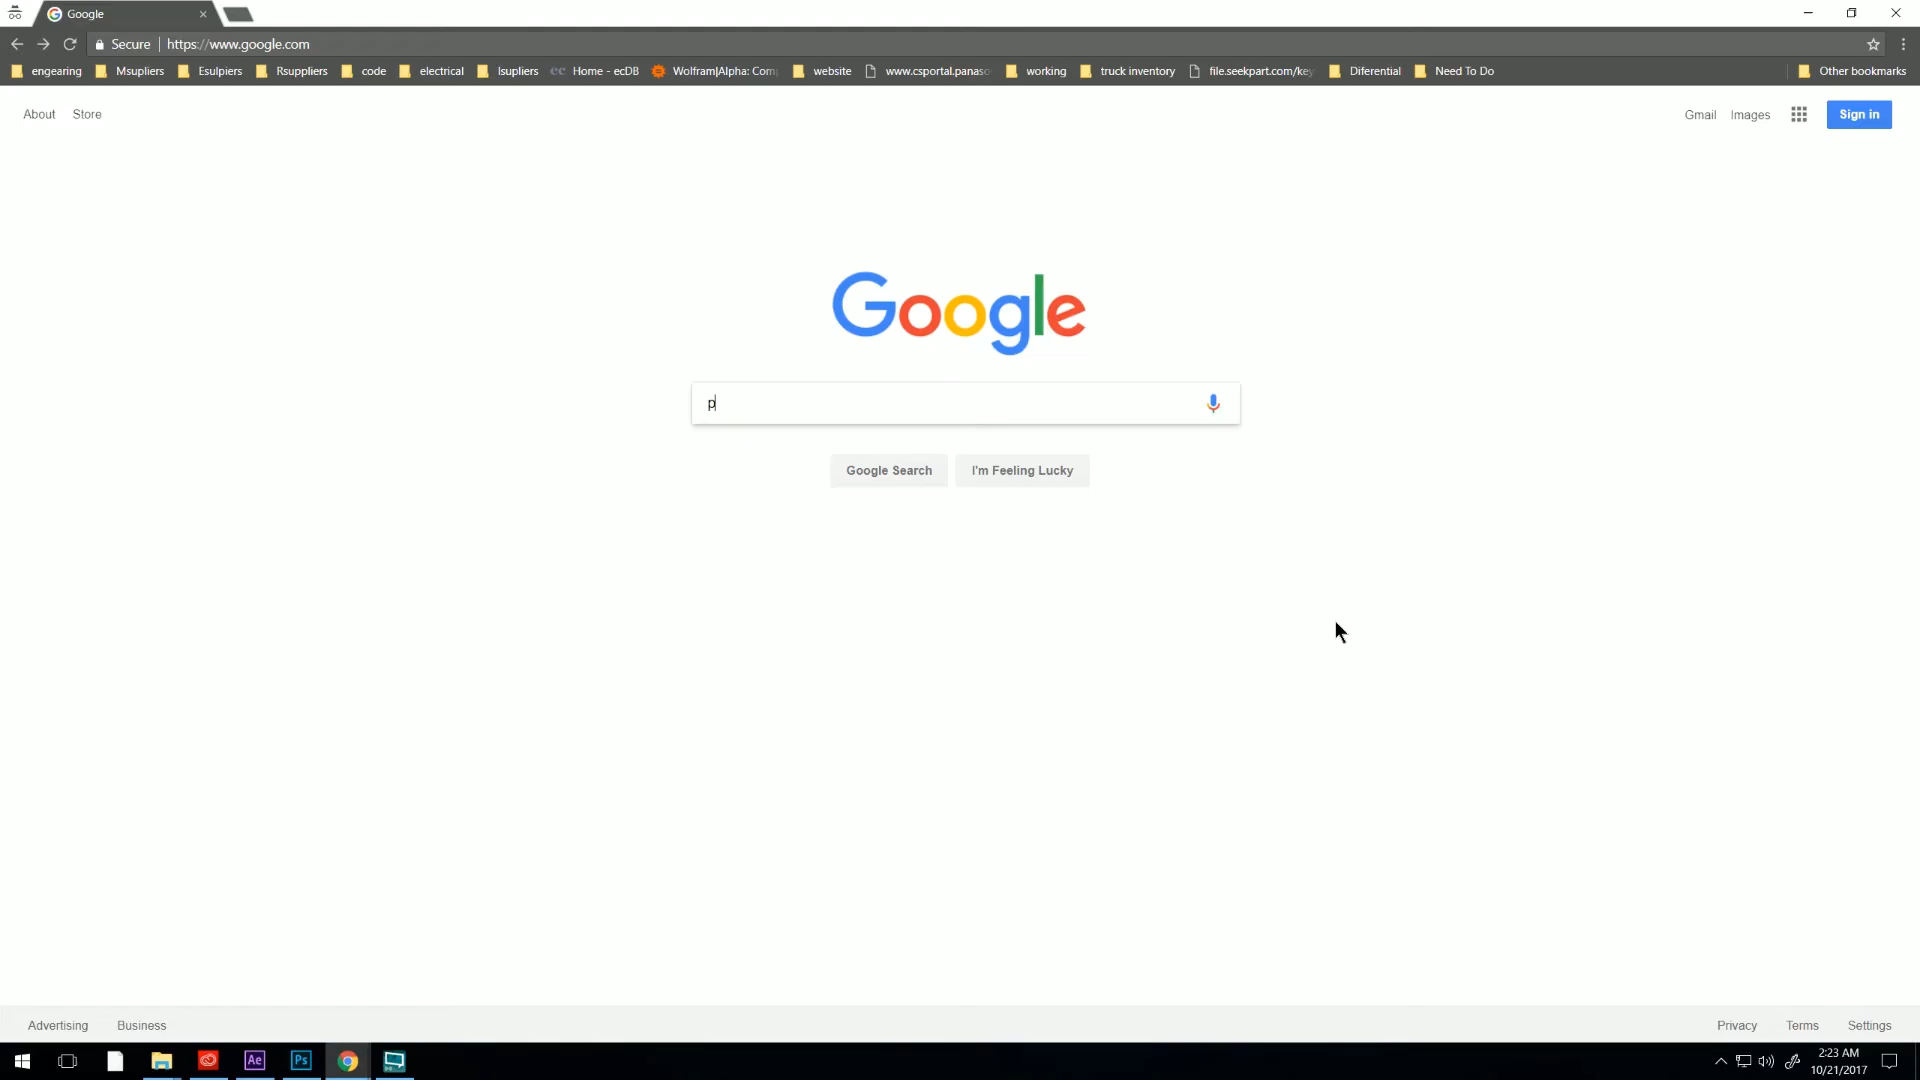 Google
Secure https://www.google.com
engearing Msupliers Esulpiers Rsuppliers code electrical Isupliers ec Home - ecDB Wolfram|Alpha: Com website www.csportal.panaso working truck inventory file.seekpart.com/key Diferential Need To Do Other bookmarks
About Store Gmail Images Sign in
Google
p
Google Search I'm Feeling Lucky
Advertising Business Privacy Terms Settings
Ae Ps 2:23 AM
10/21/2017